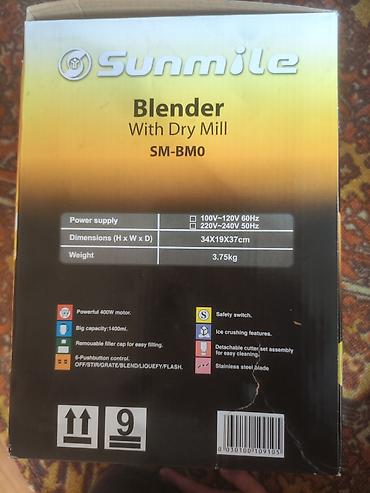 Sunmile
Blender
With Dry Mill
SM-BM0
Power supply
100V~120V 60Hz
220V~240V 50Hz
Dimensions (H x W x D)
34X19X37cm
Weight
3.75kg
Powerful 400W motor.
Big capacity:1400ml.
Removable filler cap for easy filling.
6-Pushbutton control.
OFF/STIR/GRATE/BLEND/LIQUEFY/FLASH.
S
Safety switch.
Ice crushing features.
Detachable cutter set assembly
for easy cleaning.
Stainless steel blade
9
0 030100 109105